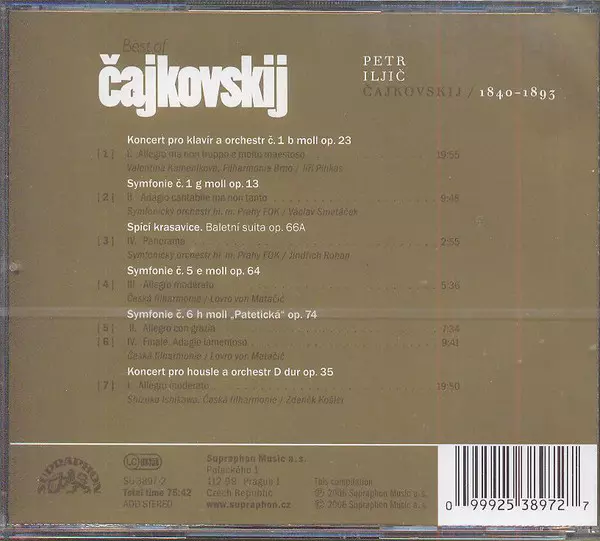 Best of
čajkovskij
PETR
ILJIČ
ČAJKOVSKIJ / 1840–1893
Koncert pro klavír a orchestr č. 1 b moll op. 23
[ 1 ] I. Allegro ma non troppo e molto maestoso 19:55
Valentina Kameníková, Filharmonie Brno / Jiří Pinkas
Symfonie č. 1 g moll op. 13
[ 2 ] II. Adagio cantabile ma non tanto 9:48
Symfonický orchestr hl. m. Prahy FOK / Václav Smetáček
Spící krasavice. Baletní suita op. 66A
[ 3 ] IV. Panorama 2:55
Symfonický orchestr hl. m. Prahy FOK / Jindřich Rohan
Symfonie č. 5 e moll op. 64
[ 4 ] III. Allegro moderato 5:36
Česká filharmonie / Lovro von Matačić
Symfonie č. 6 h moll „Patetická“ op. 74
[ 5 ] II. Allegro con grazia 7:34
[ 6 ] IV. Finale. Adagio lamentoso 9:41
Česká filharmonie / Lovro von Matačić
Koncert pro housle a orchestr D dur op. 35
[ 7 ] I. Allegro moderato 19:50
Shizuka Ishikawa, Česká filharmonie / Zdeněk Košler
SUPRAPHON
LC 0358
SU 3897-2
Total time 75:42
ADD STEREO
Supraphon Music a. s.
Palackého 1
112 99 Praha 1
Czech Republic
www.supraphon.cz
This compilation
Ⓟ 2006 Supraphon Music a. s.
© 2006 Supraphon Music a. s.
0 99925 38972 7